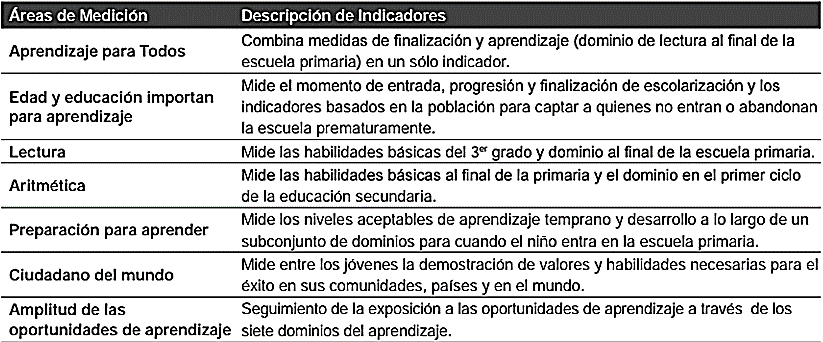 Áreas de Medición Descripción de Indicadores
Aprendizaje para Todos
Combina medidas de finalización y aprendizaje (dominio de lectura al final de la
escuela primaria) en un sólo indicador.
Edad y educación importan
para aprendizaje
Mide el momento de entrada, progresión y finalización de escolarización y los
indicadores basados en la población para captar a quienes no entran o abandonan
la escuela prematuramente.
Lectura
Mide las habilidades básicas del 3er grado y dominio al final de la escuela primaria.
Aritmética
Mide las habilidades básicas al final de la primaria y el dominio en el primer ciclo
de la educación secundaria.
Preparación para aprender
Mide los niveles aceptables de aprendizaje temprano y desarrollo a lo largo de un
subconjunto de dominios para cuando el niño entra en la escuela primaria.
Ciudadano del mundo
Mide entre los jóvenes la demostración de valores y habilidades necesarias para el
éxito en sus comunidades, países y en el mundo.
Amplitud de las
oportunidades de aprendizaje
Seguimiento de la exposición a las oportunidades de aprendizaje a través de los
siete dominios del aprendizaje.